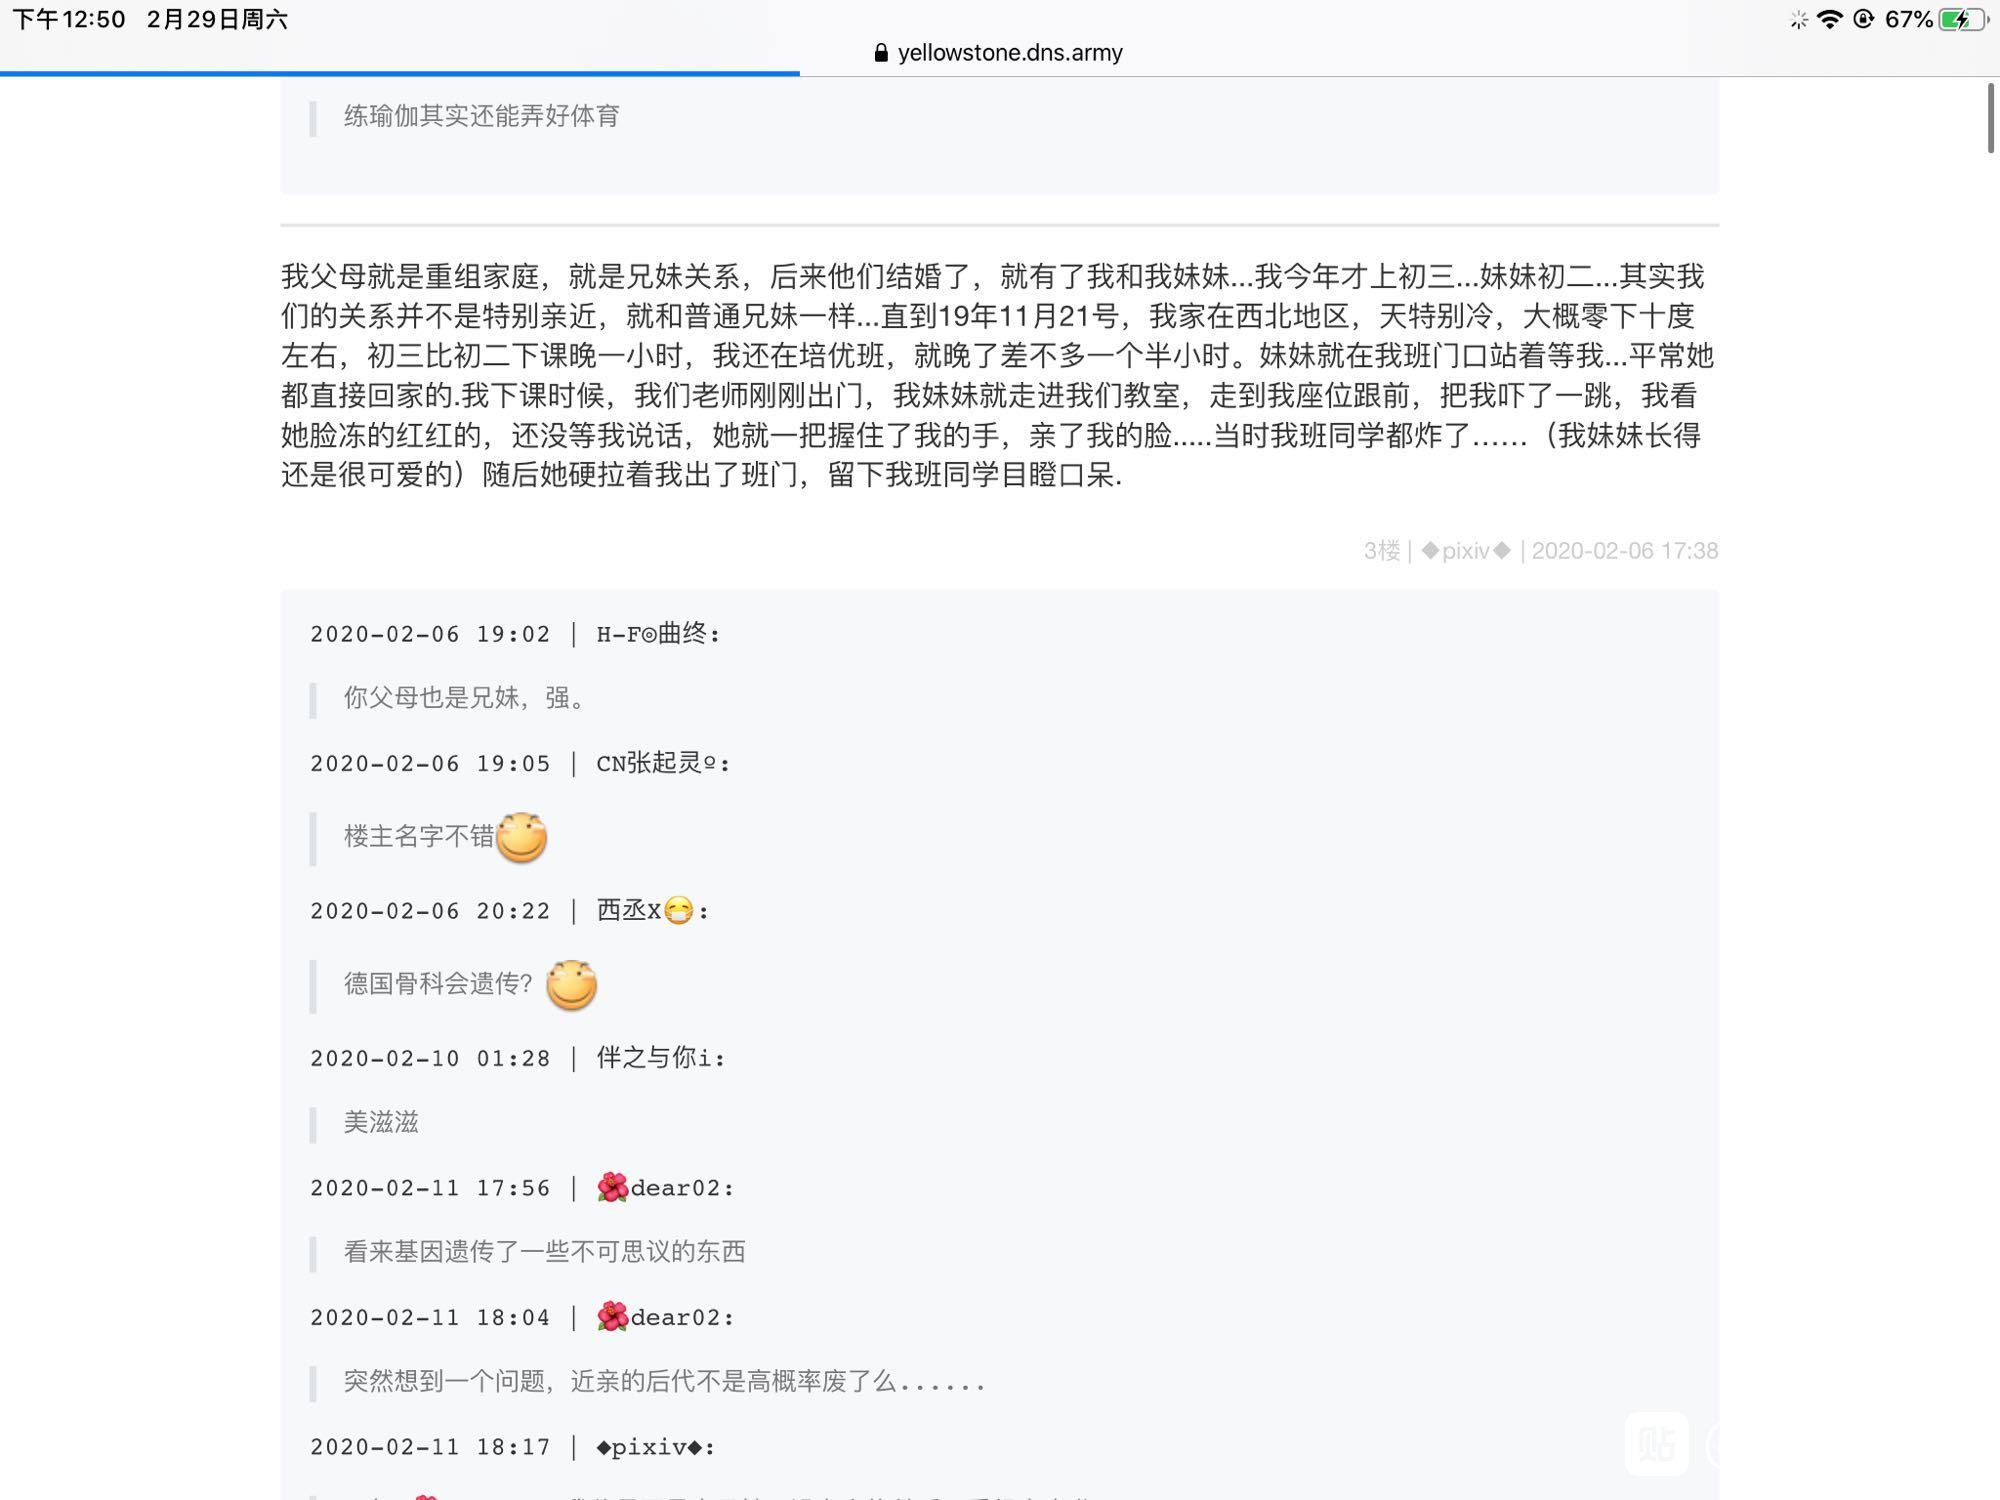 下午12:50 2月29日周六
67%
yellowstone.dns.army
练瑜伽其实还能弄好体育
我父母就是重组家庭，就是兄妹关系，后来他们结婚了，就有了我和我妹妹...我今年才上初三...妹妹初二...其实我
们的关系并不是特别亲近，就和普通兄妹一样...直到19年11月21号，我家在西北地区，天特别冷，大概零下十度
左右，初三比初二下课晚一小时，我还在培优班，就晚了差不多一个半小时。妹妹就在我班门口站着等我...平常她
都直接回家的.我下课时候，我们老师刚刚出门，我妹妹就走进我们教室，走到我座位跟前，把我吓了一跳，我看
她脸冻的红红的，还没等我说话，她就一把握住了我的手，亲了我的脸.....当时我班同学都炸了......（我妹妹长得
还是很可爱的）随后她硬拉着我出了班门，留下我班同学目瞪口呆.
3楼 | ◆pixiv◆ | 2020-02-06 17:38
2020-02-06 19:02 | H-F◎曲终:
你父母也是兄妹，强。
2020-02-06 19:05 | CN张起灵º:
楼主名字不错
2020-02-06 20:22 | 西丞X😷:
德国骨科会遗传？
2020-02-10 01:28 | 伴之与你i:
美滋滋
2020-02-11 17:56 | 🌺dear02:
看来基因遗传了一些不可思议的东西
2020-02-11 18:04 | 🌺dear02:
突然想到一个问题，近亲的后代不是高概率废了么......
2020-02-11 18:17 | ◆pixiv◆:
贴